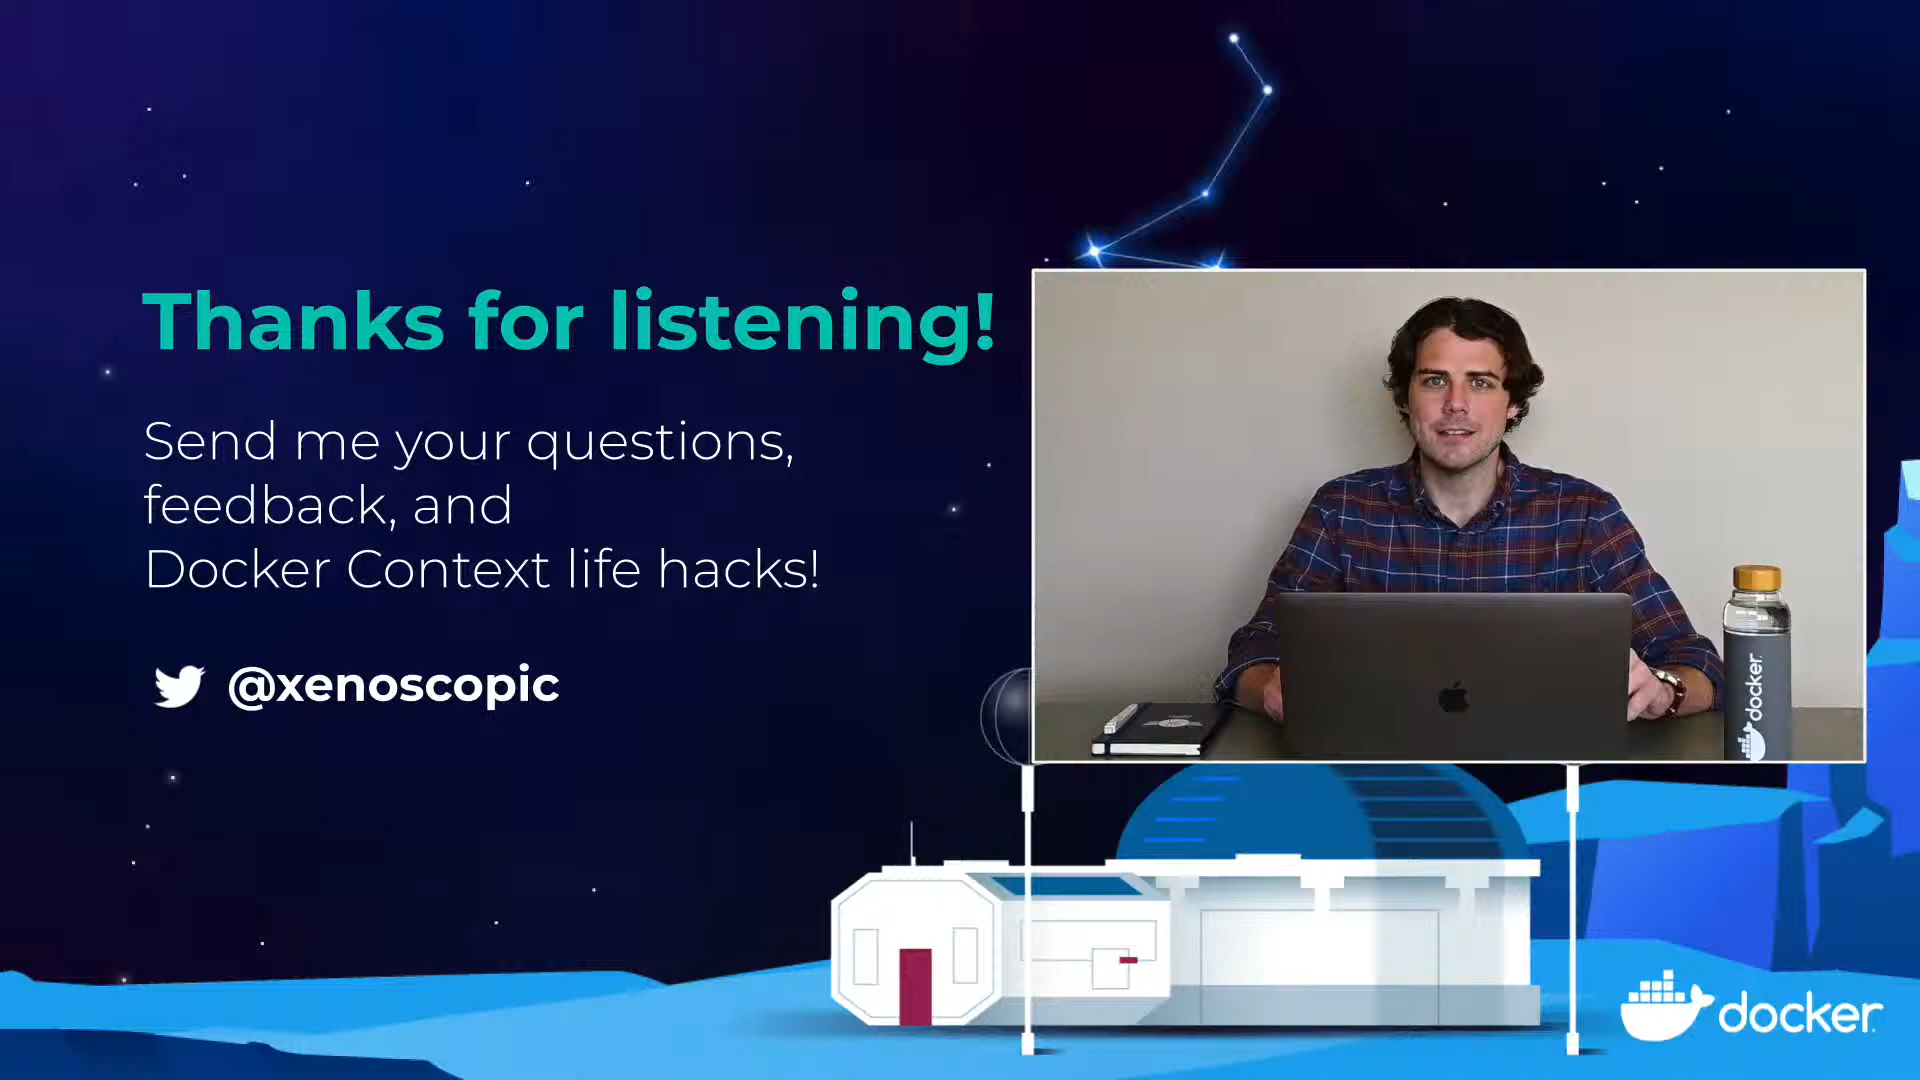 Thanks for listening!
Send me your questions,
feedback, and
Docker Context life hacks!
@xenoscopic
docker
docker